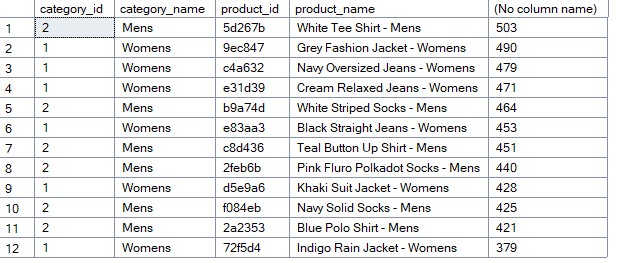 category_id category_name product_id product_name (No column name)
1 2 Mens 5d267b White Tee Shirt - Mens 503
2 1 Womens 9ec847 Grey Fashion Jacket - Womens 490
3 1 Womens c4a632 Navy Oversized Jeans - Womens 479
4 1 Womens e31d39 Cream Relaxed Jeans - Womens 471
5 2 Mens b9a74d White Striped Socks - Mens 464
6 1 Womens e83aa3 Black Straight Jeans - Womens 453
7 2 Mens c8d436 Teal Button Up Shirt - Mens 451
8 2 Mens 2feb6b Pink Fluro Polkadot Socks - Mens 440
9 1 Womens d5e9a6 Khaki Suit Jacket - Womens 428
10 2 Mens f084eb Navy Solid Socks - Mens 425
11 2 Mens 2a2353 Blue Polo Shirt - Mens 421
12 1 Womens 72f5d4 Indigo Rain Jacket - Womens 379